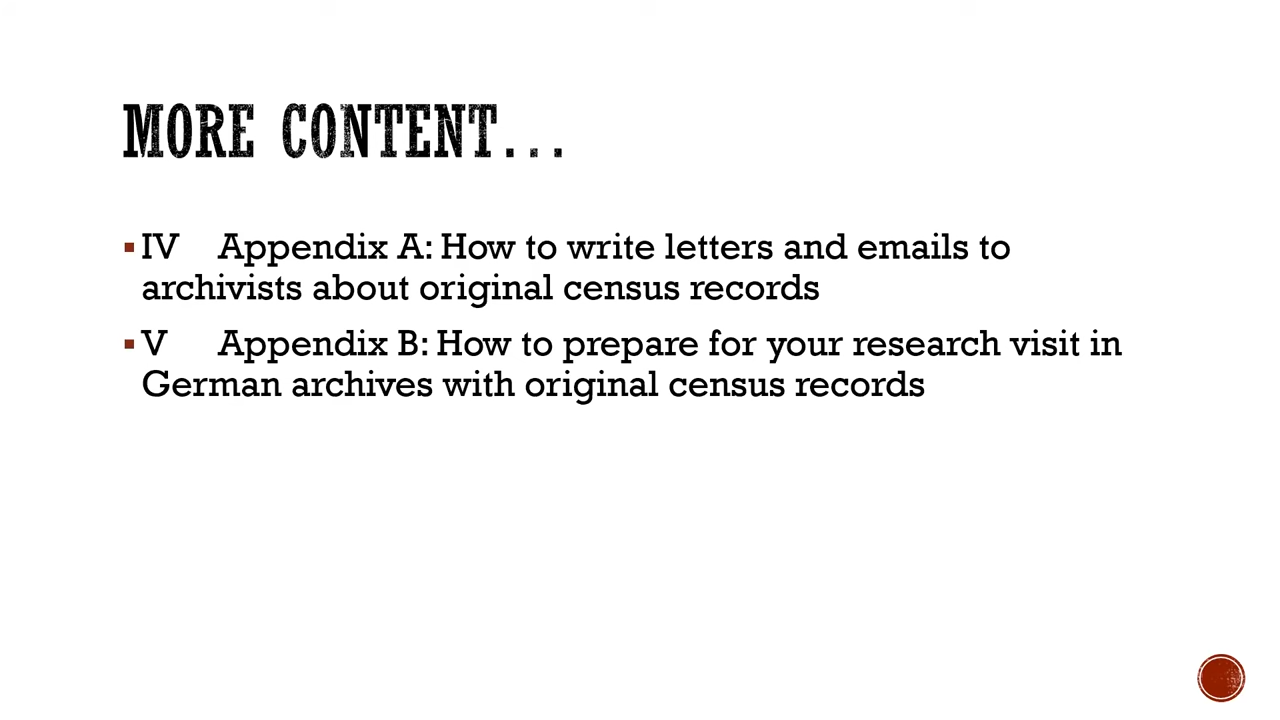 MORE CONTENT...
▪ IV Appendix A: How to write letters and emails to
archivists about original census records
▪ V Appendix B: How to prepare for your research visit in
German archives with original census records